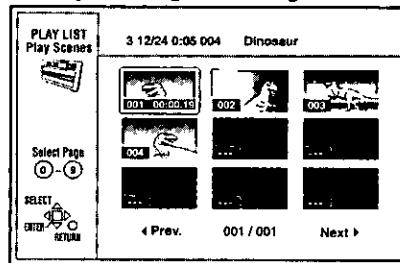 PLAY LIST
Play Scenes
3 12/24 0:05 004 Dinosaur
001 00:00.19
002
003
004
---
---
---
---
---
Select Page
0 - 9
SELECT
ENTER
RETURN
Prev. 001 / 001 Next